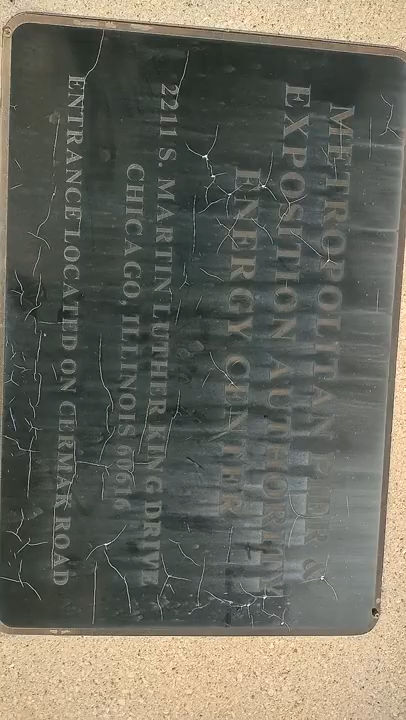 METROPOLITAN PIER &
EXPOSITION AUTHORITY
ENERGY CENTER
2211 S. MARTIN LUTHER KING DRIVE
CHICAGO, ILLINOIS 60616
ENTRANCE LOCATED ON CERMAK ROAD